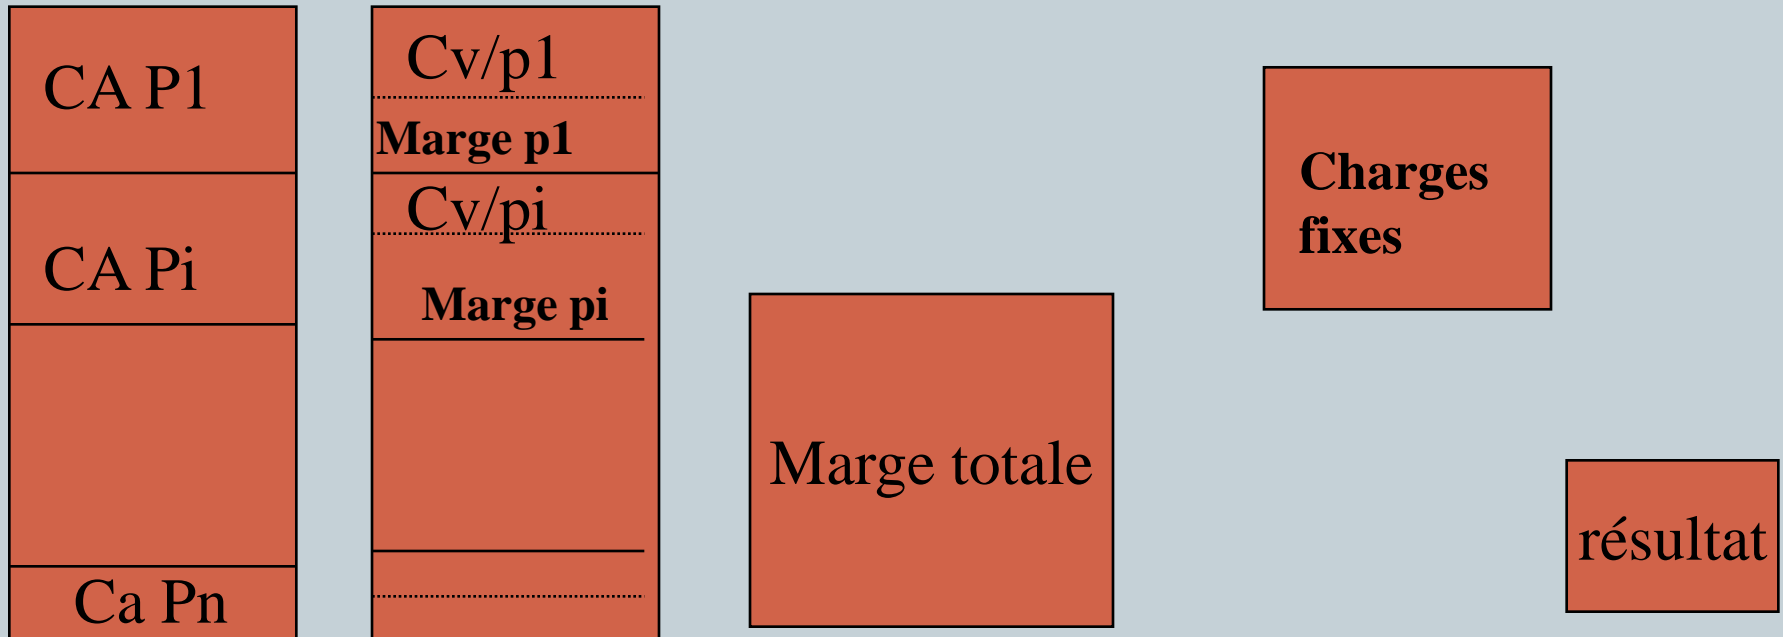 CA P1
CA Pi
Ca Pn
Cv/p1
Marge p1
Cv/pi
Marge pi
Marge totale
Charges
fixes
résultat